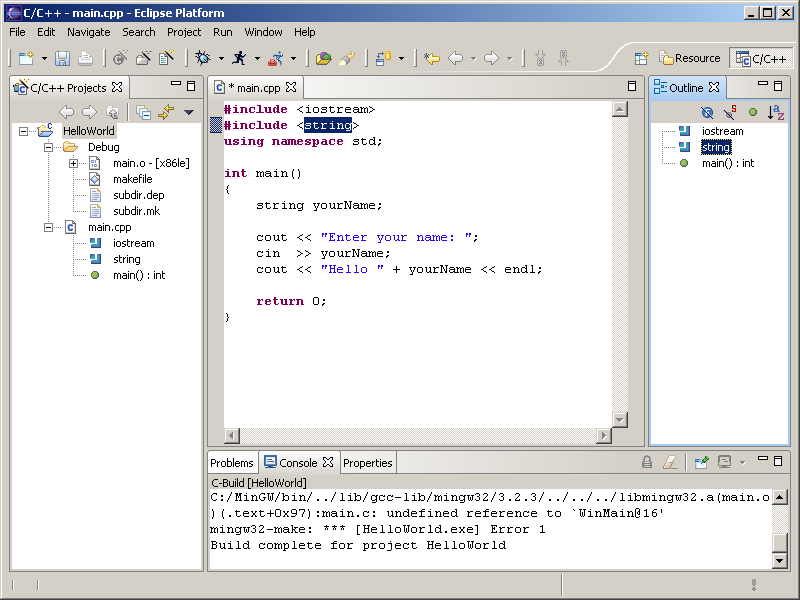 C/C++ - main.cpp - Eclipse Platform
File Edit Navigate Search Project Run Window Help
Resource C/C++
C/C++ Projects
HelloWorld
Debug
main.o - [x86le]
makefile
subdir.dep
subdir.mk
main.cpp
iostream
string
main() : int
* main.cpp
#include <iostream>
#include <string>
using namespace std;
int main()
{
string yourName;
cout << "Enter your name: ";
cin >> yourName;
cout << "Hello " + yourName << endl;
return 0;
}
Outline
iostream
string
main() : int
Problems Console Properties
C-Build [HelloWorld]
C:/MinGW/bin/../lib/gcc-lib/mingw32/3.2.3/../../../libmingw32.a(main.o
)(.text+0x97):main.c: undefined reference to `WinMain@16'
mingw32-make: *** [HelloWorld.exe] Error 1
Build complete for project HelloWorld